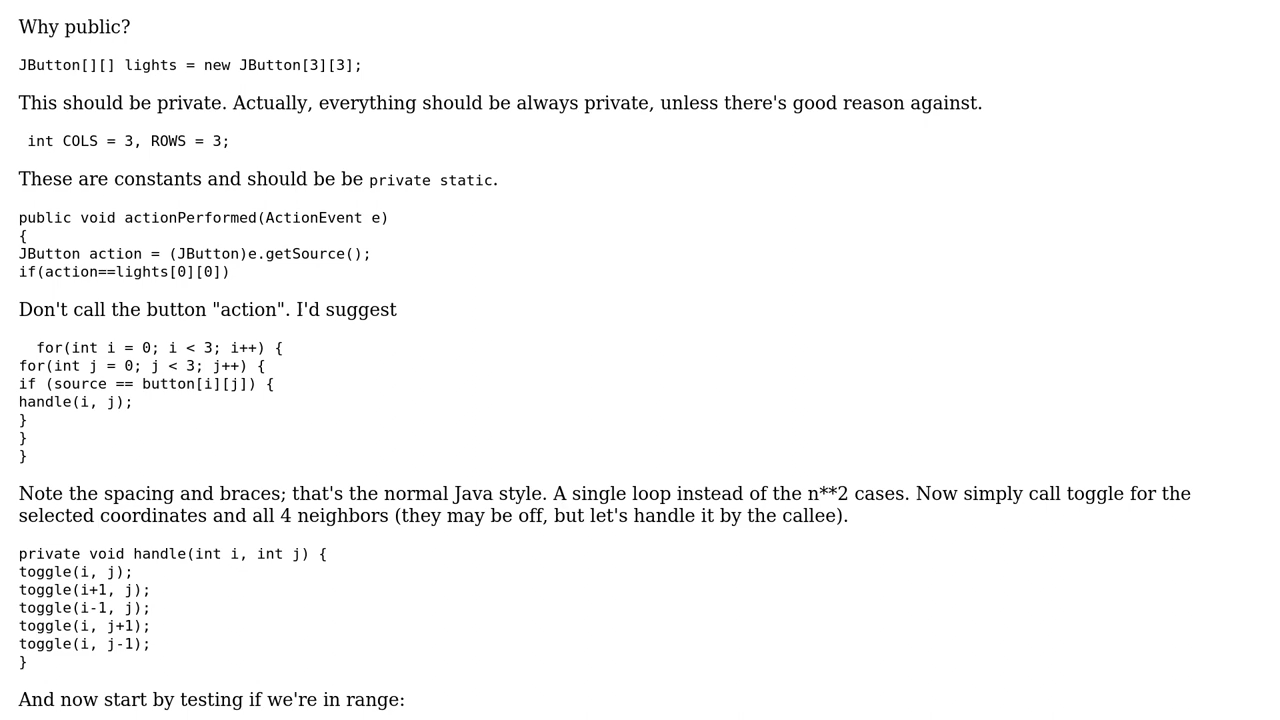 Why public?
JButton[][] lights = new JButton[3][3];
This should be private. Actually, everything should be always private, unless there's good reason against.
int COLS = 3, ROWS = 3;
These are constants and should be be private static.
public void actionPerformed(ActionEvent e)
{
JButton action = (JButton)e.getSource();
if(action==lights[0][0])
Don't call the button "action". I'd suggest
for(int i = 0; i < 3; i++) {
for(int j = 0; j < 3; j++) {
if (source == button[i][j]) {
handle(i, j);
}
}
}
Note the spacing and braces; that's the normal Java style. A single loop instead of the n**2 cases. Now simply call toggle for the
selected coordinates and all 4 neighbors (they may be off, but let's handle it by the callee).
private void handle(int i, int j) {
toggle(i, j);
toggle(i+1, j);
toggle(i-1, j);
toggle(i, j+1);
toggle(i, j-1);
}
And now start by testing if we're in range: